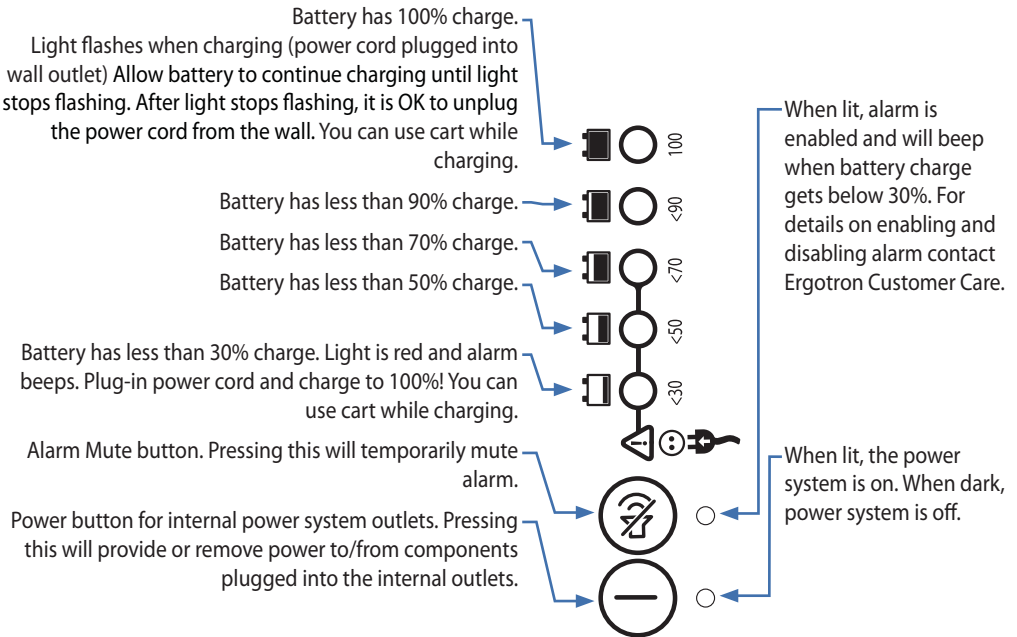 Battery has 100% charge.
Light flashes when charging (power cord plugged into
wall outlet) Allow battery to continue charging until light
stops flashing. After light stops flashing, it is OK to unplug
the power cord from the wall. You can use cart while
charging.
100
Battery has less than 90% charge.
<90
Battery has less than 70% charge.
<70
Battery has less than 50% charge.
<50
Battery has less than 30% charge. Light is red and alarm
beeps. Plug-in power cord and charge to 100%! You can
use cart while charging.
<30
!
Alarm Mute button. Pressing this will temporarily mute
alarm.
Power button for internal power system outlets. Pressing
this will provide or remove power to/from components
plugged into the internal outlets.
When lit, alarm is
enabled and will beep
when battery charge
gets below 30%. For
details on enabling and
disabling alarm contact
Ergotron Customer Care.
When lit, the power
system is on. When dark,
power system is off.